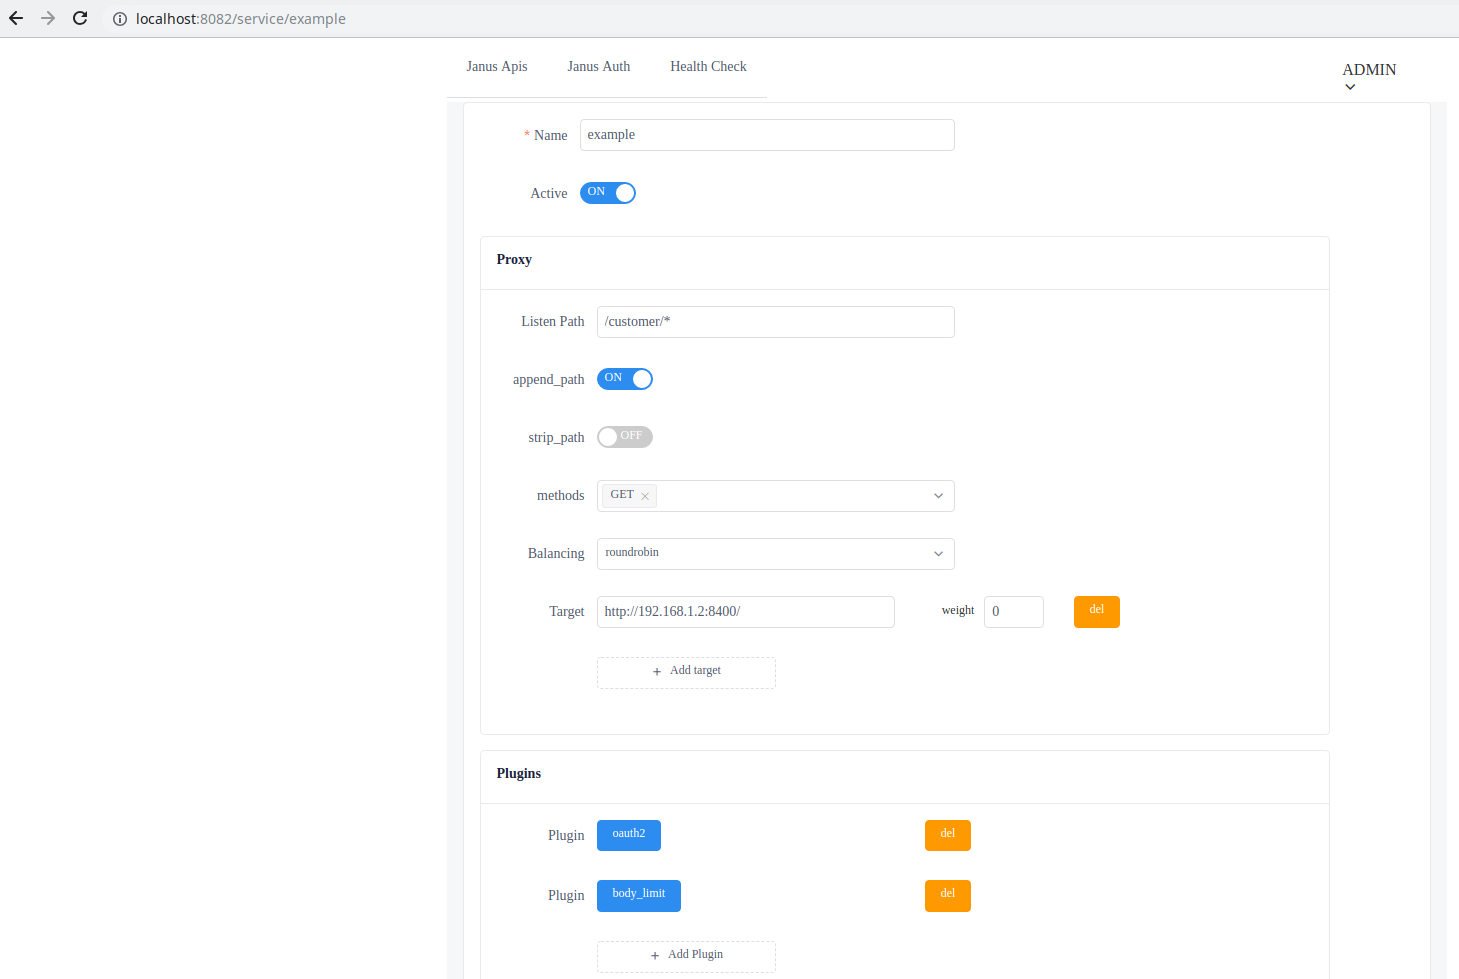 localhost:8082/service/example
Janus Apis Janus Auth Health Check ADMIN
* Name example
Active ON
Proxy
Listen Path /customer/*
append_path ON
strip_path OFF
methods GET
Balancing roundrobin
Target http://192.168.1.2:8400/ weight 0 del
+ Add target
Plugins
Plugin oauth2 del
Plugin body_limit del
+ Add Plugin